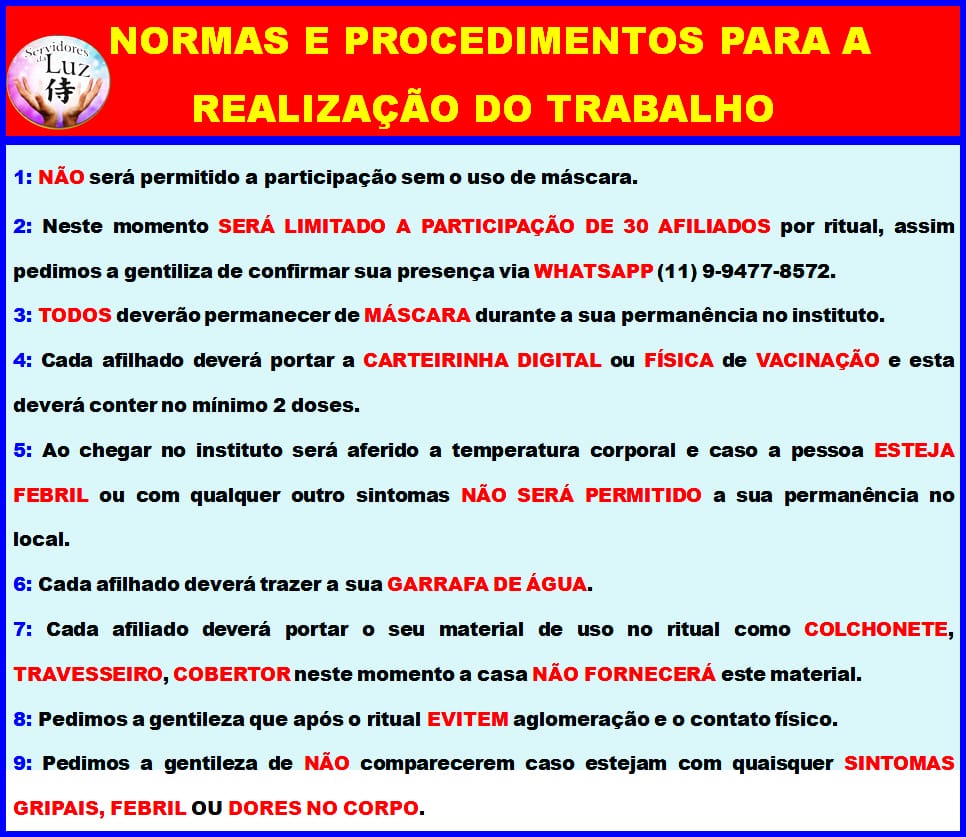 Servidores
da
Luz
侍
NORMAS E PROCEDIMENTOS PARA A
REALIZAÇÃO DO TRABALHO
1: NÃO será permitido a participação sem o uso de máscara.
2: Neste momento SERÁ LIMITADO A PARTICIPAÇÃO DE 30 AFILIADOS por ritual, assim
pedimos a gentiliza de confirmar sua presença via WHATSAPP (11) 9-9477-8572.
3: TODOS deverão permanecer de MÁSCARA durante a sua permanência no instituto.
4: Cada afilhado deverá portar a CARTEIRINHA DIGITAL ou FÍSICA de VACINAÇÃO e esta
deverá conter no mínimo 2 doses.
5: Ao chegar no instituto será aferido a temperatura corporal e caso a pessoa ESTEJA
FEBRIL ou com qualquer outro sintomas NÃO SERÁ PERMITIDO a sua permanência no
local.
6: Cada afilhado deverá trazer a sua GARRAFA DE ÁGUA.
7: Cada afiliado deverá portar o seu material de uso no ritual como COLCHONETE,
TRAVESSEIRO, COBERTOR neste momento a casa NÃO FORNECERÁ este material.
8: Pedimos a gentileza que após o ritual EVITEM aglomeração e o contato físico.
9: Pedimos a gentileza de NÃO comparecerem caso estejam com quaisquer SINTOMAS
GRIPAIS, FEBRIL OU DORES NO CORPO.